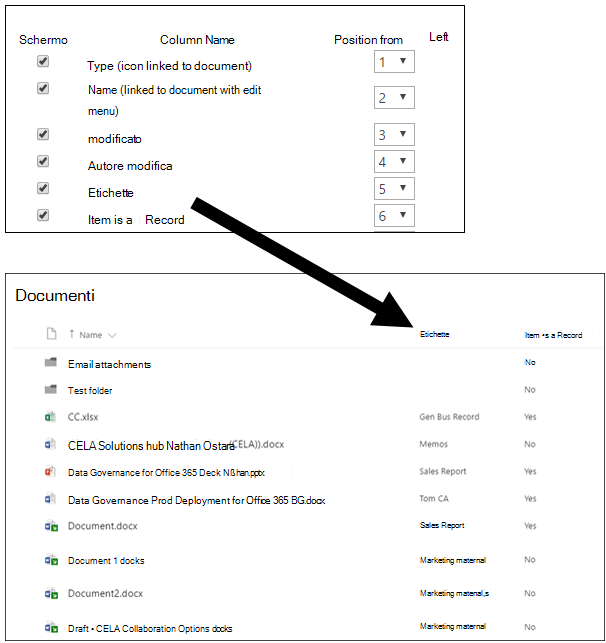 Schermo Column Name Position from Left
Type (icon linked to document) 1
Name (linked to document with edit
menu) 2
modificato 3
Autore modifica 4
Etichette 5
Item is a Record 6
Documenti
Name Etichette Item •s a Record
Email attachments No
Test folder No
CC.xlsx Gen Bus Record Yes
CELA Solutions hub Nathan Ostara (CELA)).docx Memos No
Data Governance for Office 365 Deck Nßhan.pptx Sales Report Yes
Data Governance Prod Deployment for Office 365 BG.docx Tom CA Yes
Document.docx Sales Report Yes
Document 1 docks Marketing maternal No
Document2.docx Marketing matenal,s No
Draft • CELA Collaboration Options docks Marketing maternal No